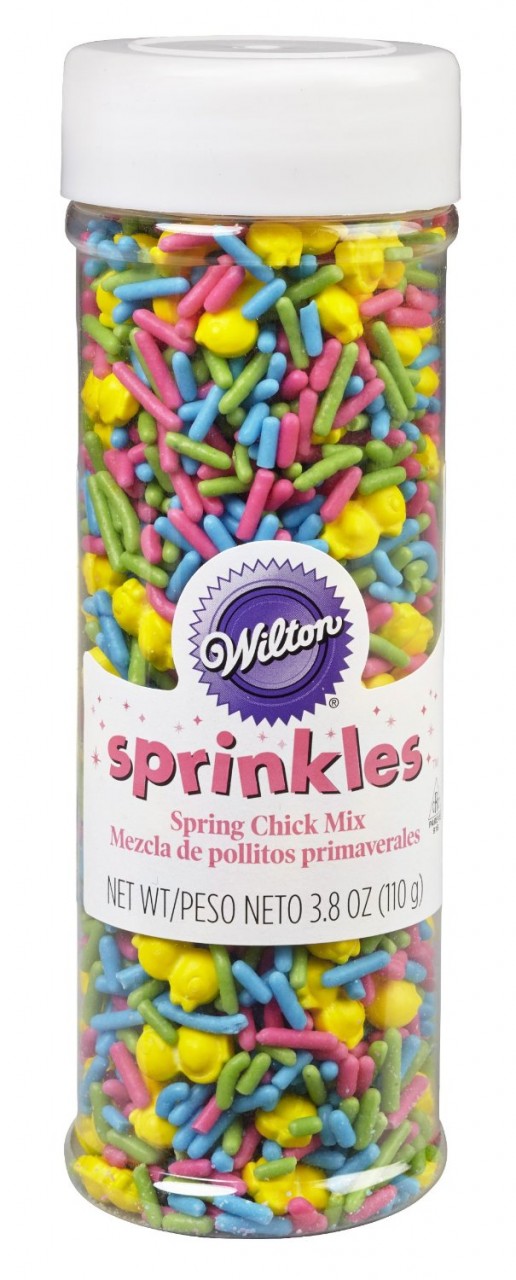 Wilton
®
sprinkles
Spring Chick Mix
Mezcla de pollitos primaverales
NET WT/PESO NETO 3.8 OZ (110 g)